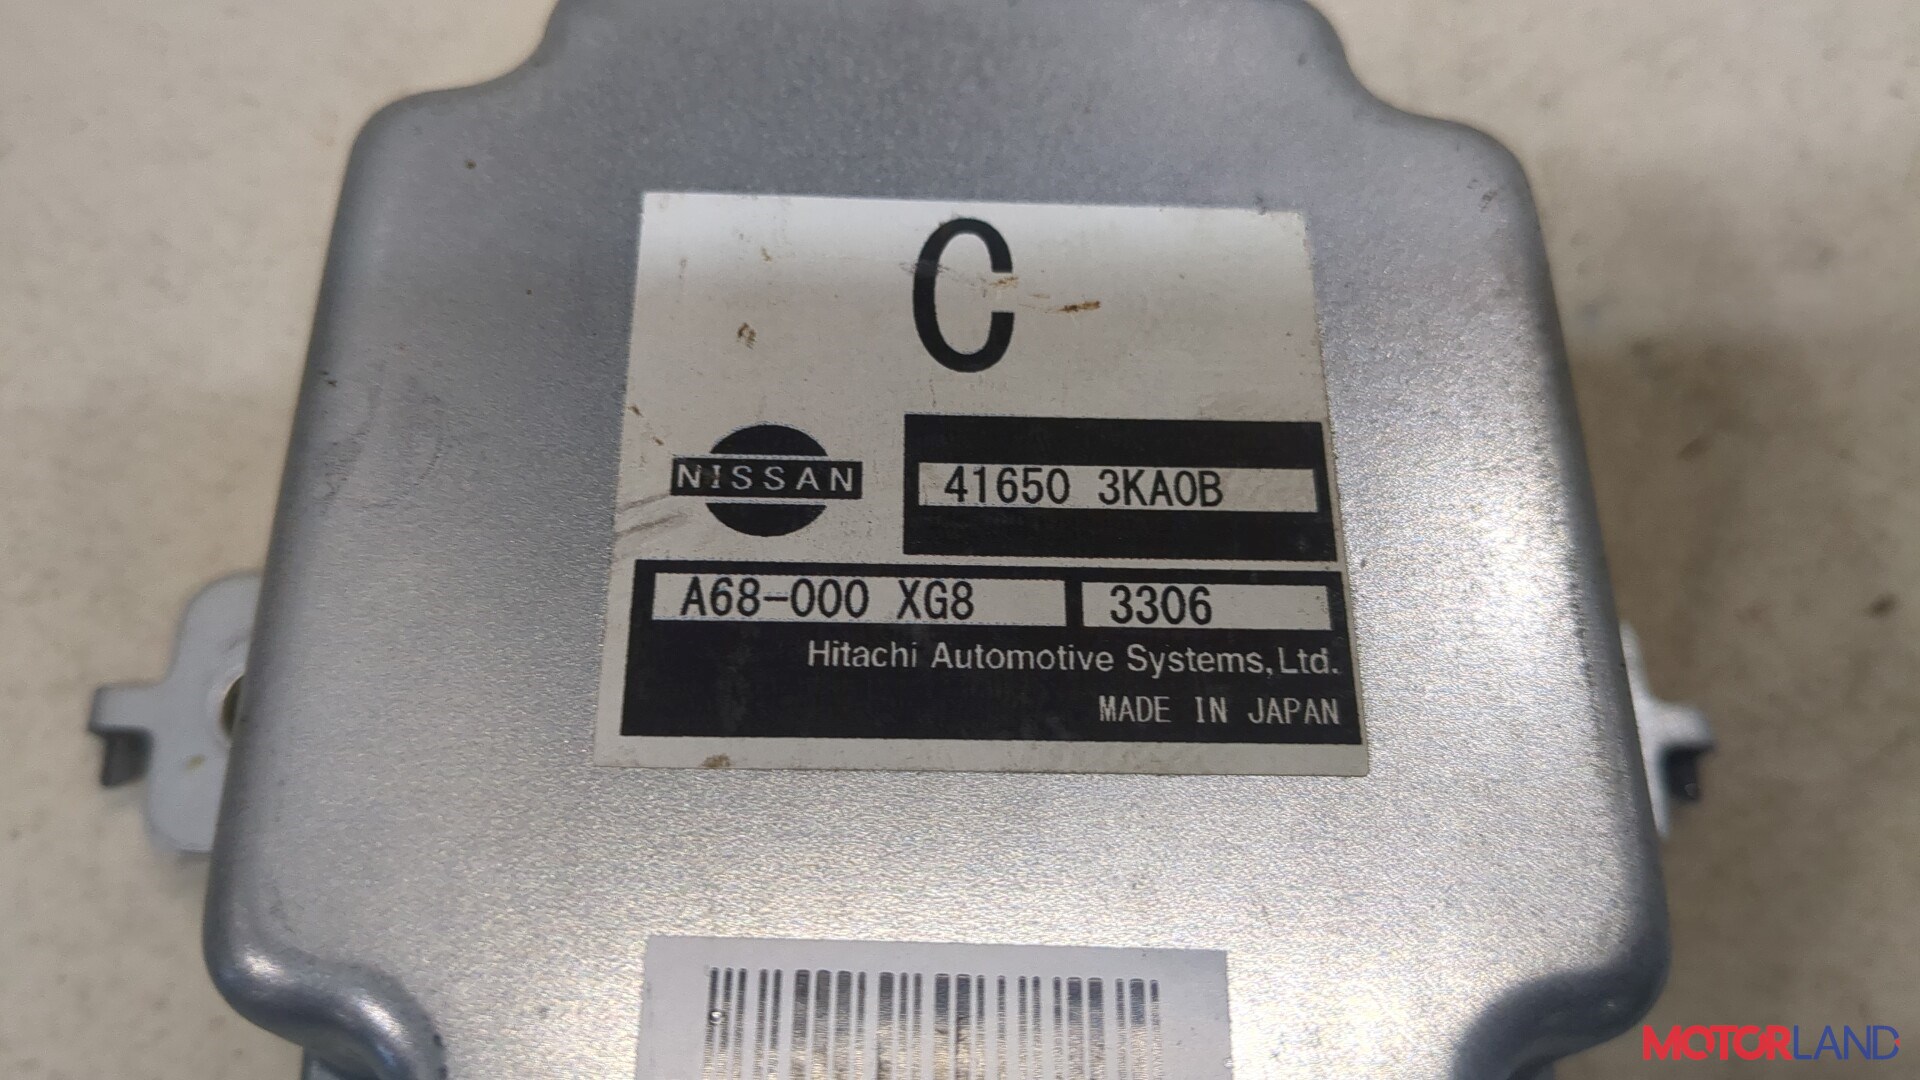 C
NISSAN
41650 3KA0B
A68-000 XG8 3306
Hitachi Automotive Systems, Ltd.
MADE IN JAPAN
MOTORLAND